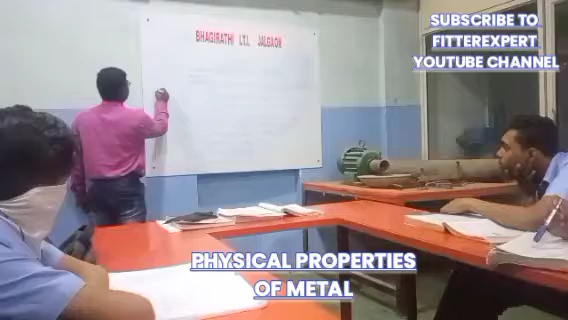 SUBSCRIBE TO
FITTEREXPERT
YOUTUBE CHANNEL
BHAGIRATHI I.T.I. JALGAON
PHYSICAL PROPERTIES
OF METAL